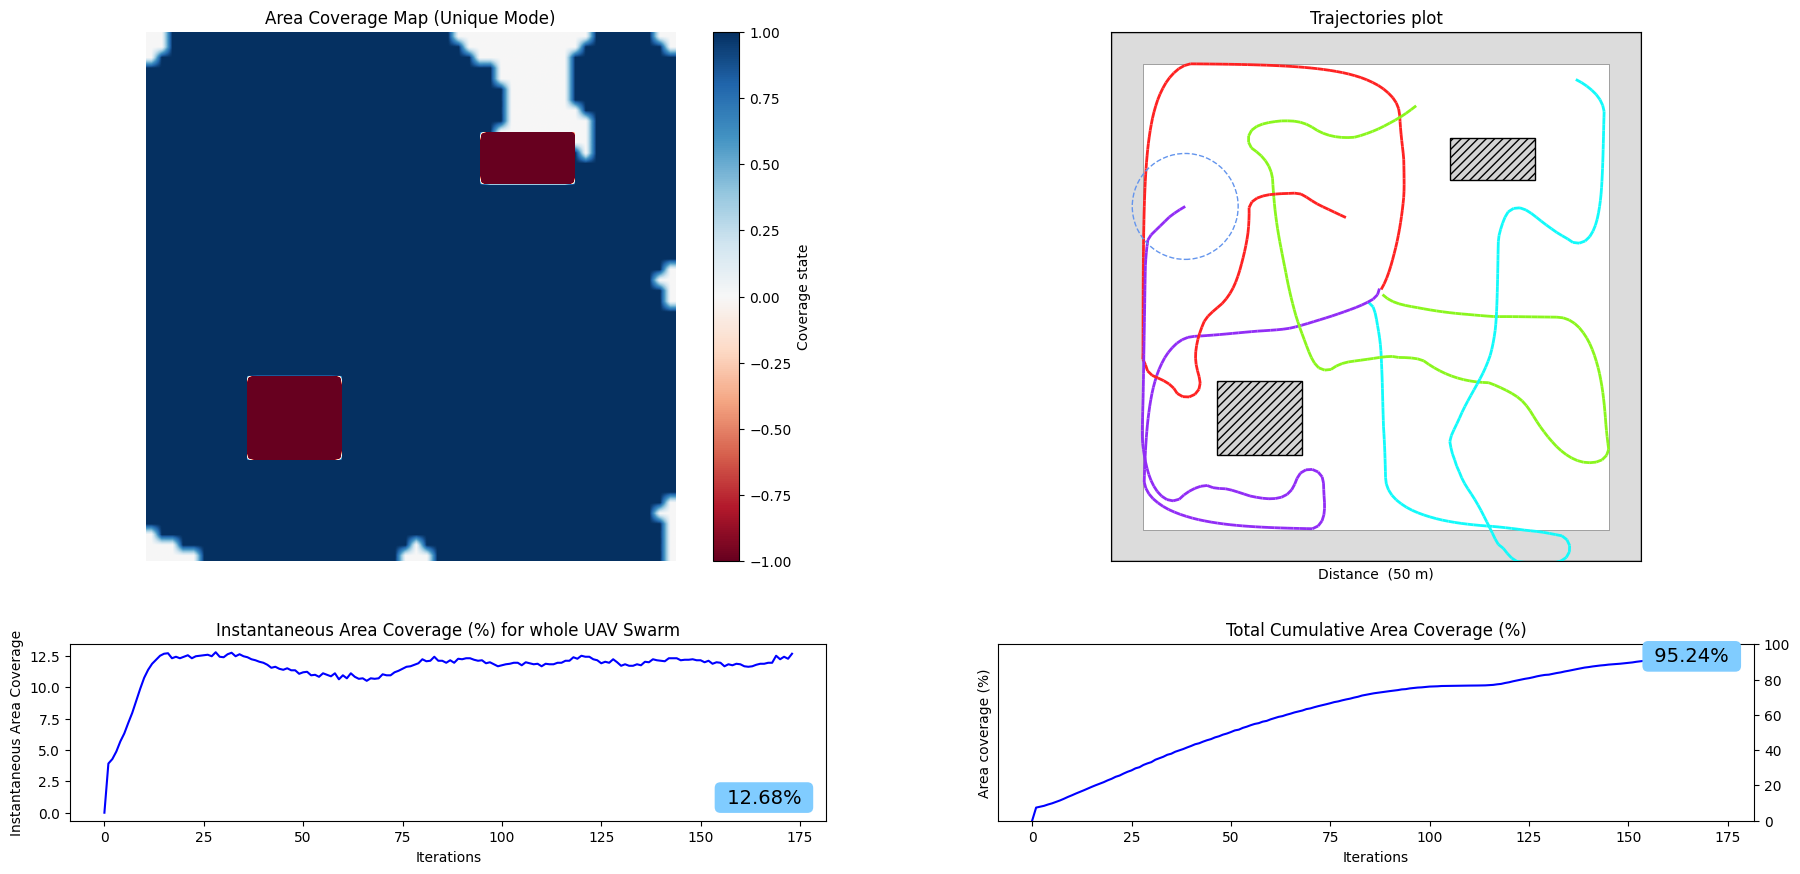 Area Coverage Map (Unique Mode)
1.00
0.75
0.50
0.25
0.00
−0.25
−0.50
−0.75
−1.00
Coverage state
Trajectories plot
Distance  (50 m)
Instantaneous Area Coverage (%) for whole UAV Swarm
Instantaneous Area Coverage
12.5
10.0
7.5
5.0
2.5
0.0
12.68%
0 25 50 75 100 125 150 175
Iterations
Total Cumulative Area Coverage (%)
Area coverage (%)
95.24%
100
80
60
40
20
0
0 25 50 75 100 125 150 175
Iterations